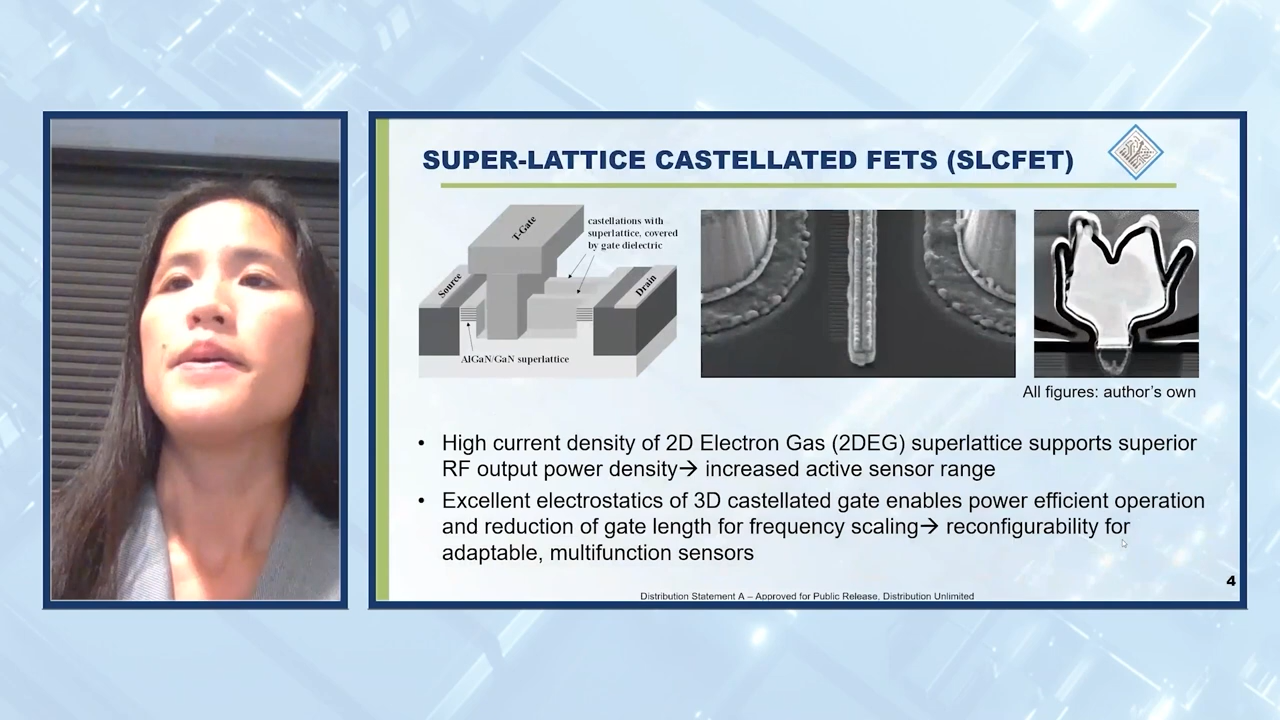 SUPER-LATTICE CASTELLATED FETS (SLCFET)
T-Gate
castellations with
superlattice, covered
by gate dielectric
Source
Drain
AlGaN/GaN superlattice
All figures: author's own
• High current density of 2D Electron Gas (2DEG) superlattice supports superior
RF output power density→ increased active sensor range
• Excellent electrostatics of 3D castellated gate enables power efficient operation
and reduction of gate length for frequency scaling→ reconfigurability for
adaptable, multifunction sensors
4
Distribution Statement A – Approved for Public Release, Distribution Unlimited